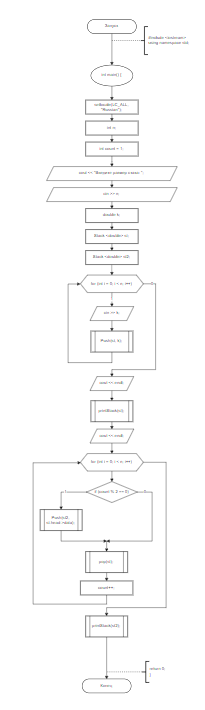 Начало
#include <iostream>
using namespace std;
int main() {
setlocale(LC_ALL,
"Russian");
int n;
int count = 1;
cout << "Введите размер стека: ";
cin >> n;
double k;
Stack <double> s1;
Stack <double> s2;
for (int i = 0; i < n; i++)
cin >> k;
Push(s1, k);
cout << endl;
printStack(s1);
cout << endl;
for (int i = 0; i < n; i++)
if (count % 2 == 0)
Push(s2,
s1.head->data);
pop(s1);
count++;
printStack(s2);
return 0;
}
Конец